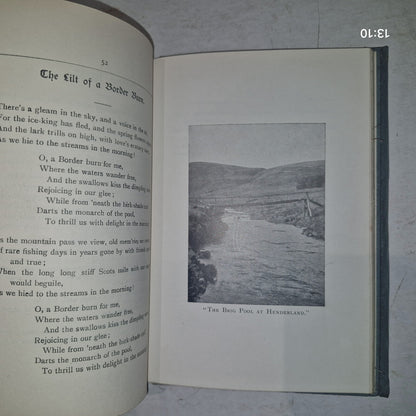 52
The Lilt of a Border Burn.
There's a gleam in the sky, and a voice in the
For the ice-king has fled, and the spring flowers
And the lark trills on high, with love's ecstasy
As we hie to the streams in the morning!
O, a Border burn for me,
Where the waters wander free,
And the swallows kiss the dimpling
Rejoicing in our glee;
While from 'neath the birk-shade
Darts the monarch of the pool,
To thrill us with delight in the
As the mountain pass we view, old
of rare fishing days in years gone by with friends
and true;
When the long long stiff Scots
would beguile,
As we hied to the streams in the morning!
O, a Border burn for me,
Where the waters wander free,
And the swallows kiss the dimpling
Rejoicing in our glee;
While from 'neath the birk-shade
Darts the monarch of the pool,
To thrill us with delight in the
"The Brig Pool at Henderland."
13:10